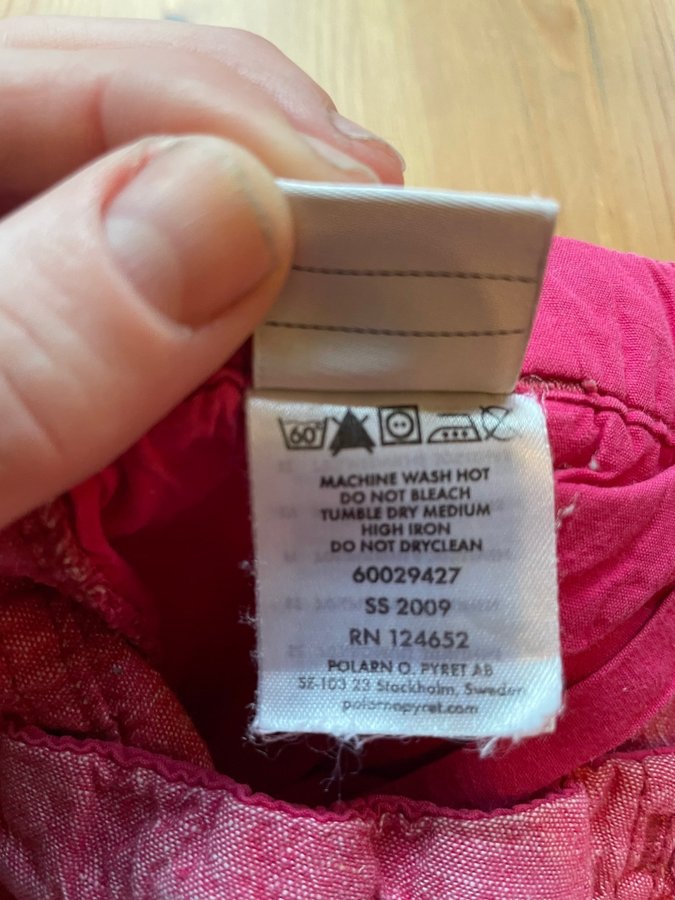 60°
MACHINE WASH HOT
DO NOT BLEACH
TUMBLE DRY MEDIUM
HIGH IRON
DO NOT DRYCLEAN
60029427
SS 2009
RN 124652
POLARN O. PYRET AB
SE-103 23 Stockholm, Sweden
polarnopyret.com